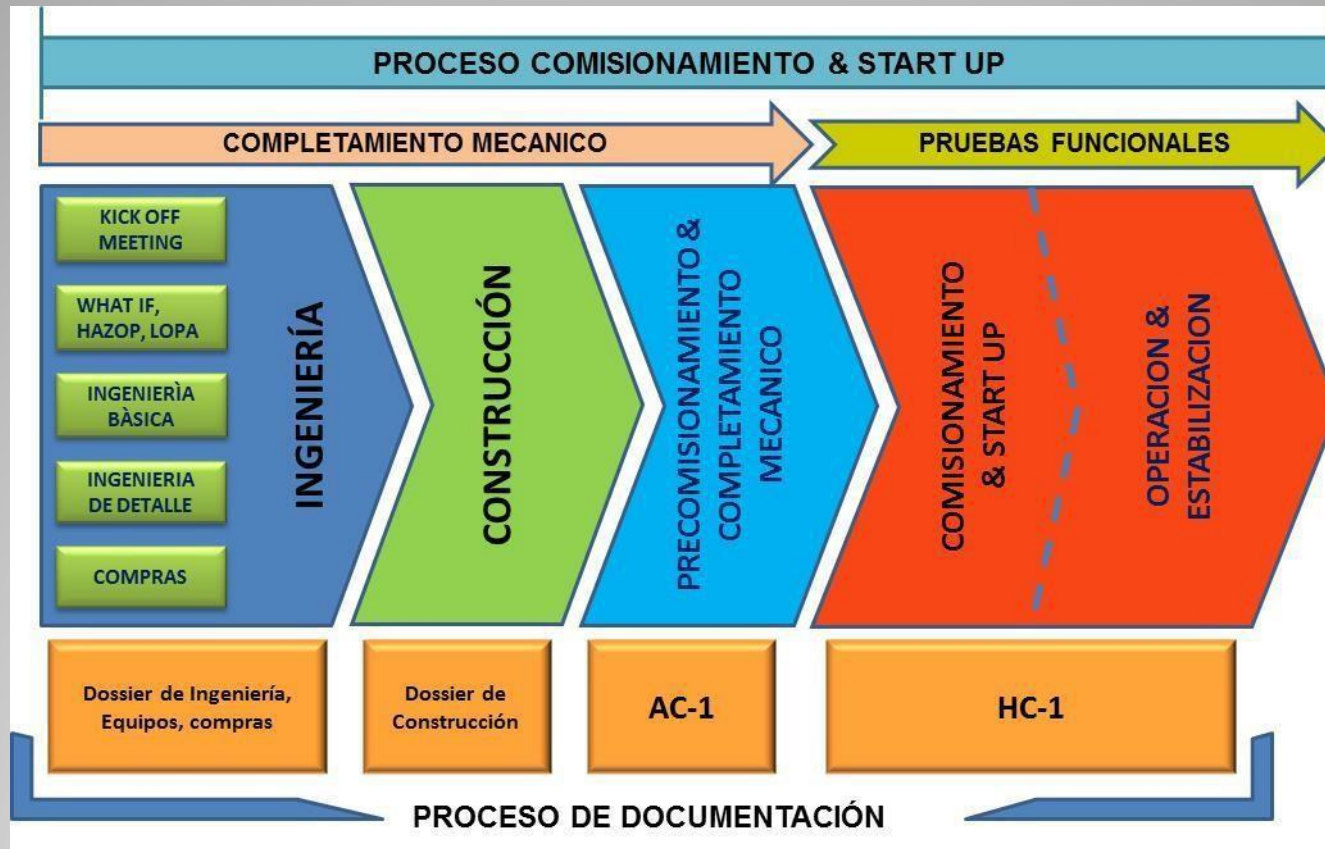 PROCESO COMISIONAMIENTO & START UP
COMPLETAMIENTO MECANICO
PRUEBAS FUNCIONALES
KICK OFF
MEETING
WHAT IF,
HAZOP, LOPA
INGENIERÌA
BÀSICA
INGENIERIA
DE DETALLE
COMPRAS
INGENIERÍA
CONSTRUCCIÓN
PRECOMISIONAMIENTO &
COMPLETAMIENTO
MECANICO
COMISIONAMIENTO
& START UP
OPERACION &
ESTABILIZACION
Dossier de Ingeniería,
Equipos, compras
Dossier de
Construcción
AC-1
HC-1
PROCESO DE DOCUMENTACIÓN